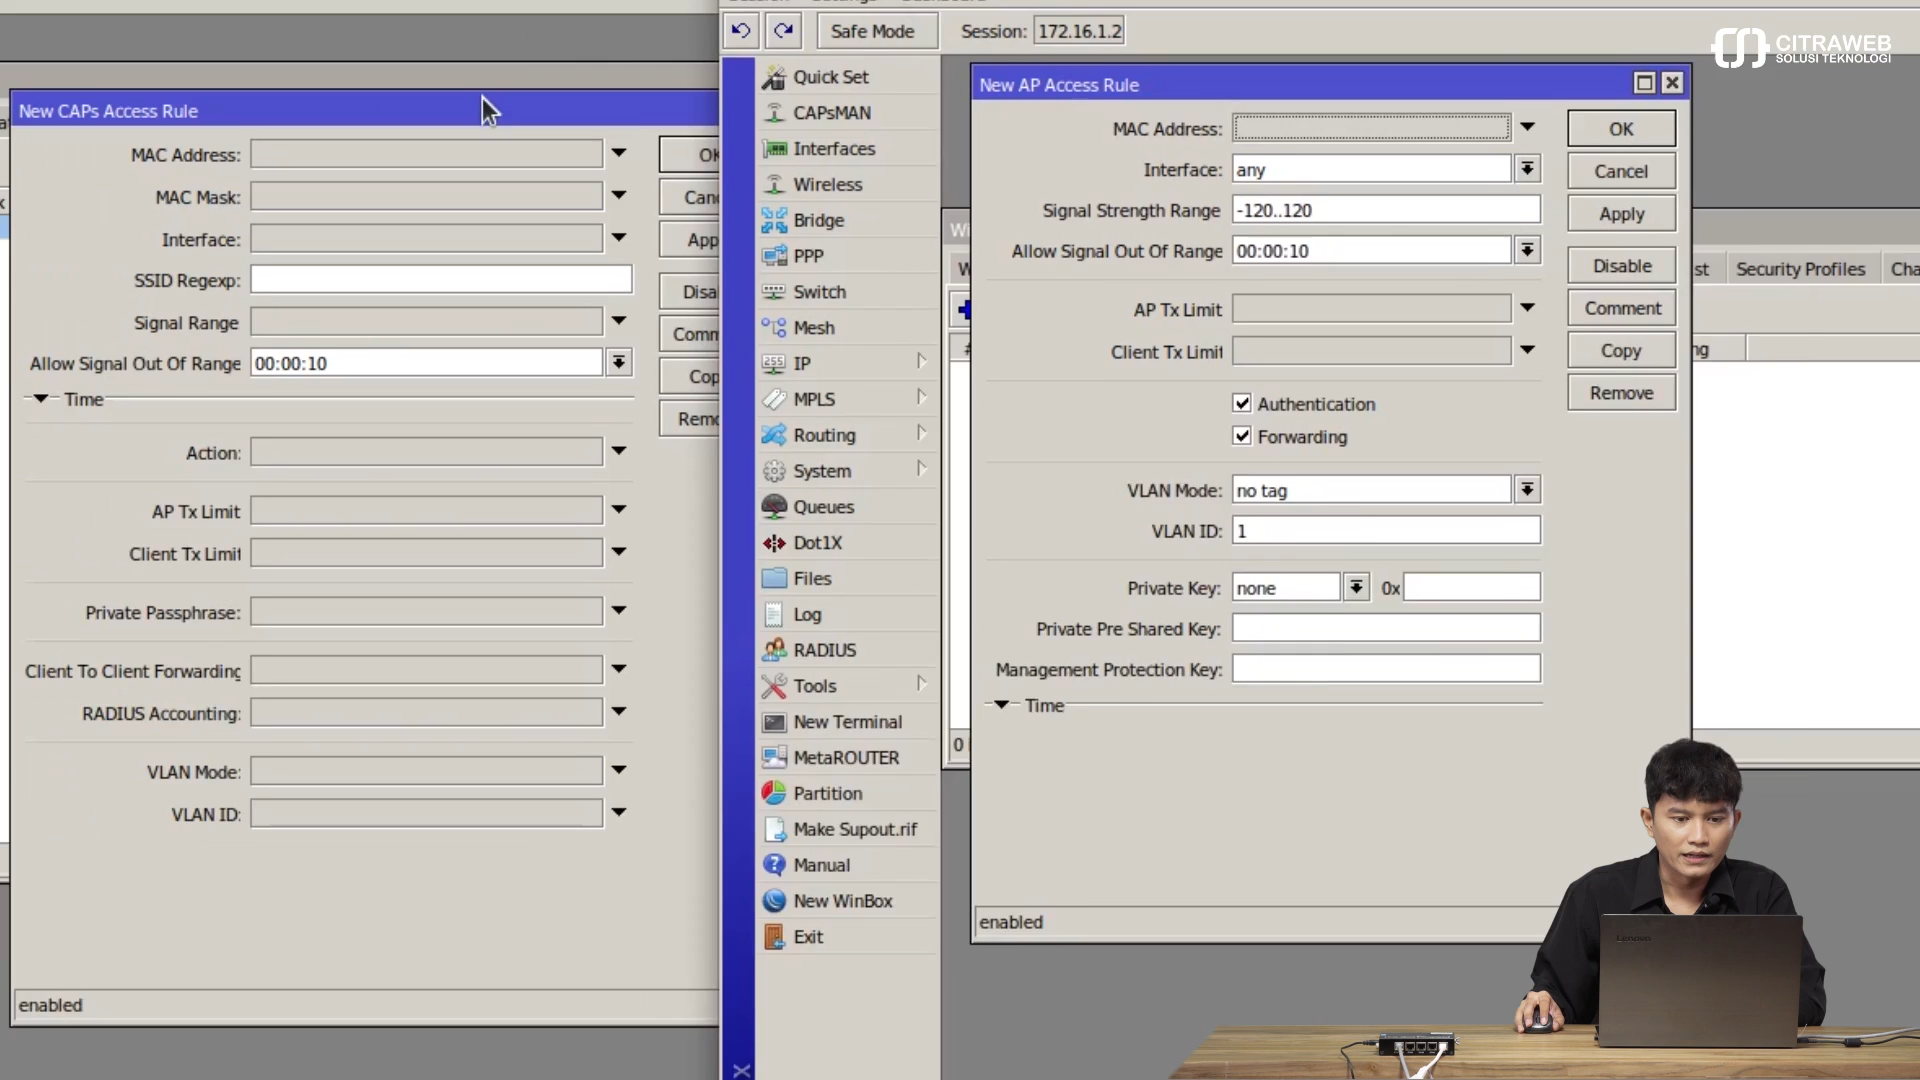 Safe Mode
Session: 172.16.1.2
CITRAWEB
SOLUSI TEKNOLOGI
New CAPs Access Rule
MAC Address:
MAC Mask:
Interface:
SSID Regexp:
Signal Range
Allow Signal Out Of Range 00:00:10
Time
Action:
AP Tx Limit
Client Tx Limit
Private Passphrase:
Client To Client Forwarding
RADIUS Accounting:
VLAN Mode:
VLAN ID:
enabled
Quick Set
CAPsMAN
Interfaces
Wireless
Bridge
PPP
Switch
Mesh
IP
MPLS
Routing
System
Queues
Dot1X
Files
Log
RADIUS
Tools
New Terminal
MetaROUTER
Partition
Make Supout.rif
Manual
New WinBox
Exit
New AP Access Rule
MAC Address:
Interface: any
Signal Strength Range -120..120
Allow Signal Out Of Range 00:00:10
AP Tx Limit
Client Tx Limit
Authentication
Forwarding
VLAN Mode: no tag
VLAN ID: 1
Private Key: none 0x
Private Pre Shared Key:
Management Protection Key:
Time
enabled
OK
Cancel
Apply
Disable
Comment
Copy
Remove
Security Profiles
Lenovo